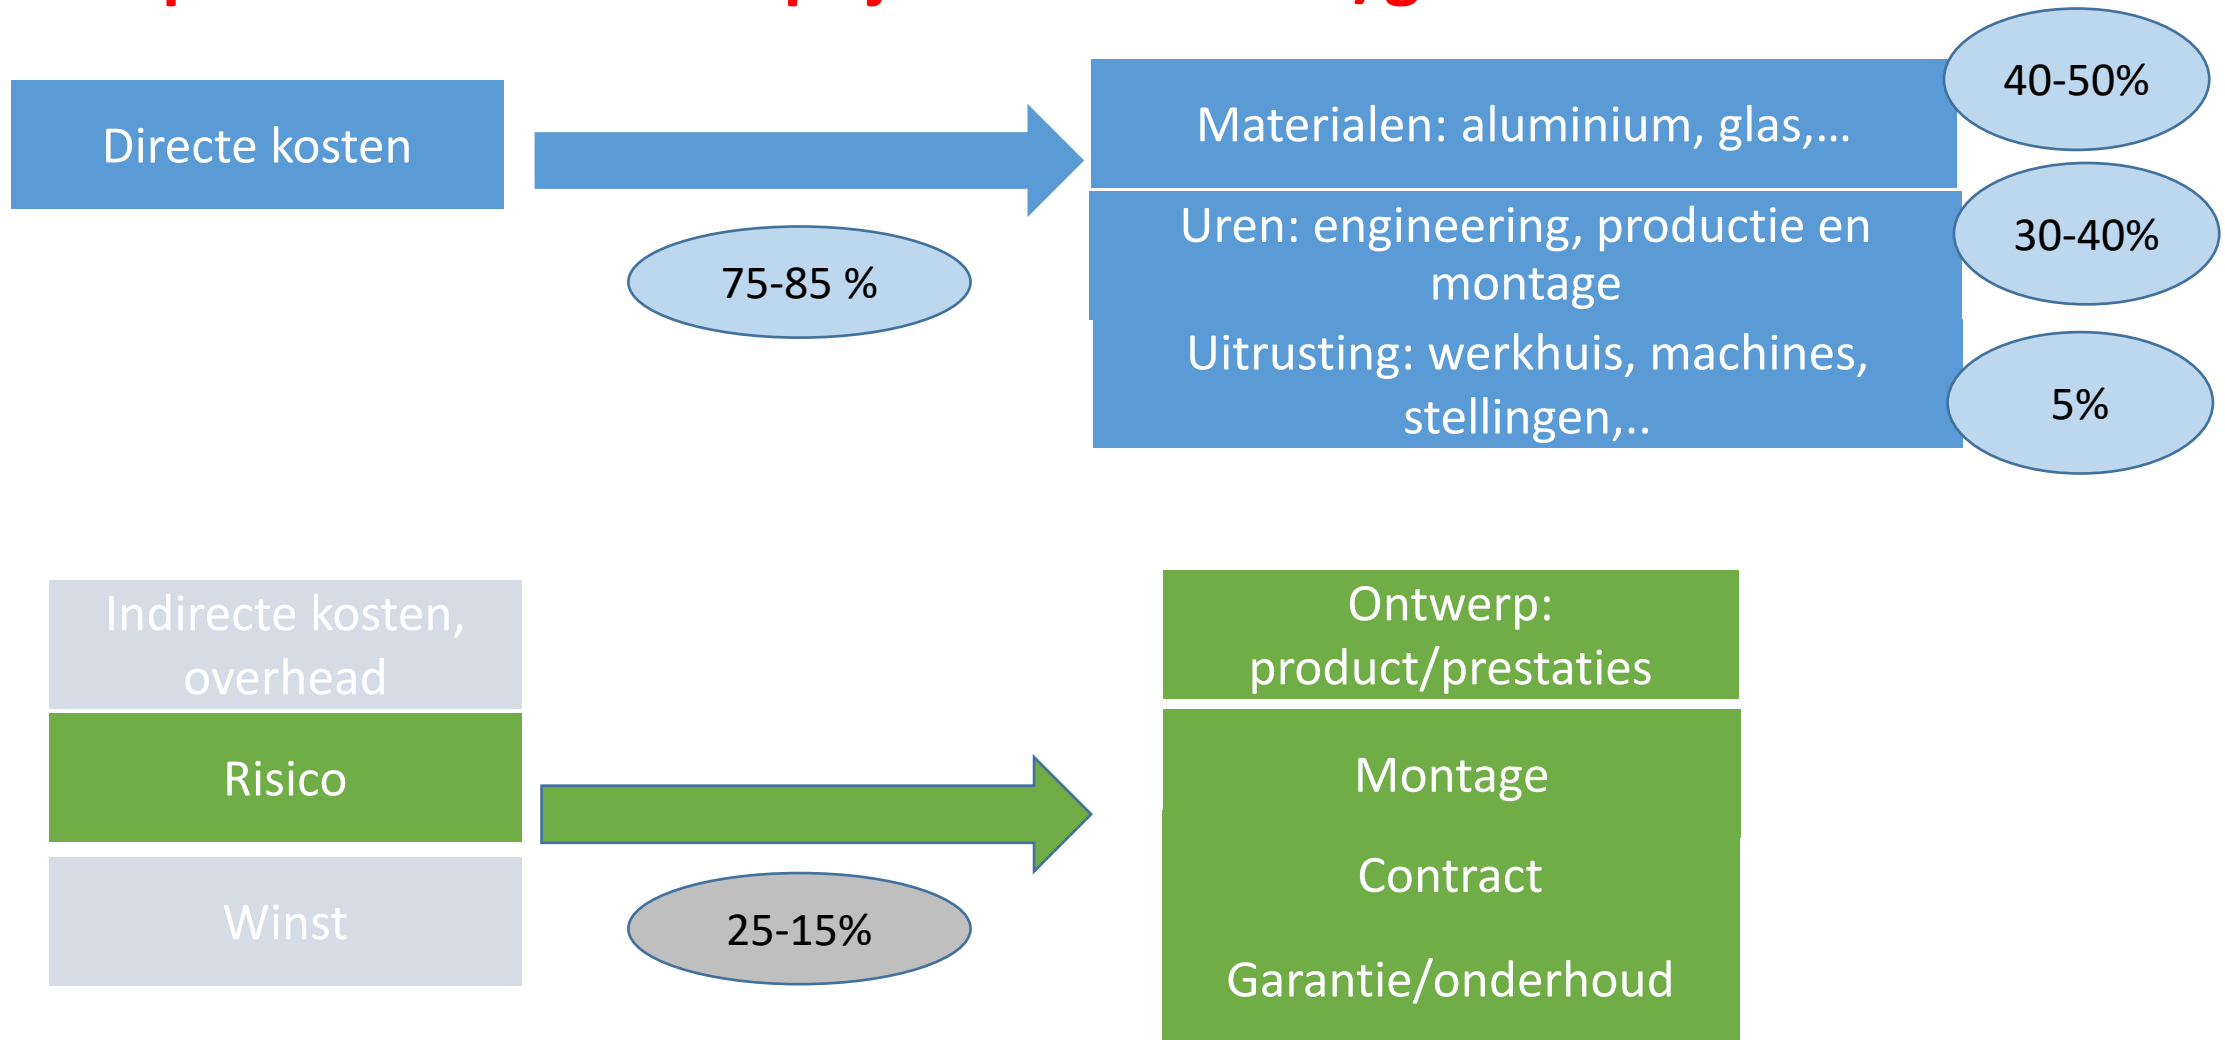 Directe kosten
75-85 %
Materialen: aluminium, glas,...
40-50%
Uren: engineering, productie en
montage
30-40%
Uitrusting: werkhuis, machines,
stellingen,..
5%
Indirecte kosten,
overhead
Risico
Winst
25-15%
Ontwerp:
product/prestaties
Montage
Contract
Garantie/onderhoud